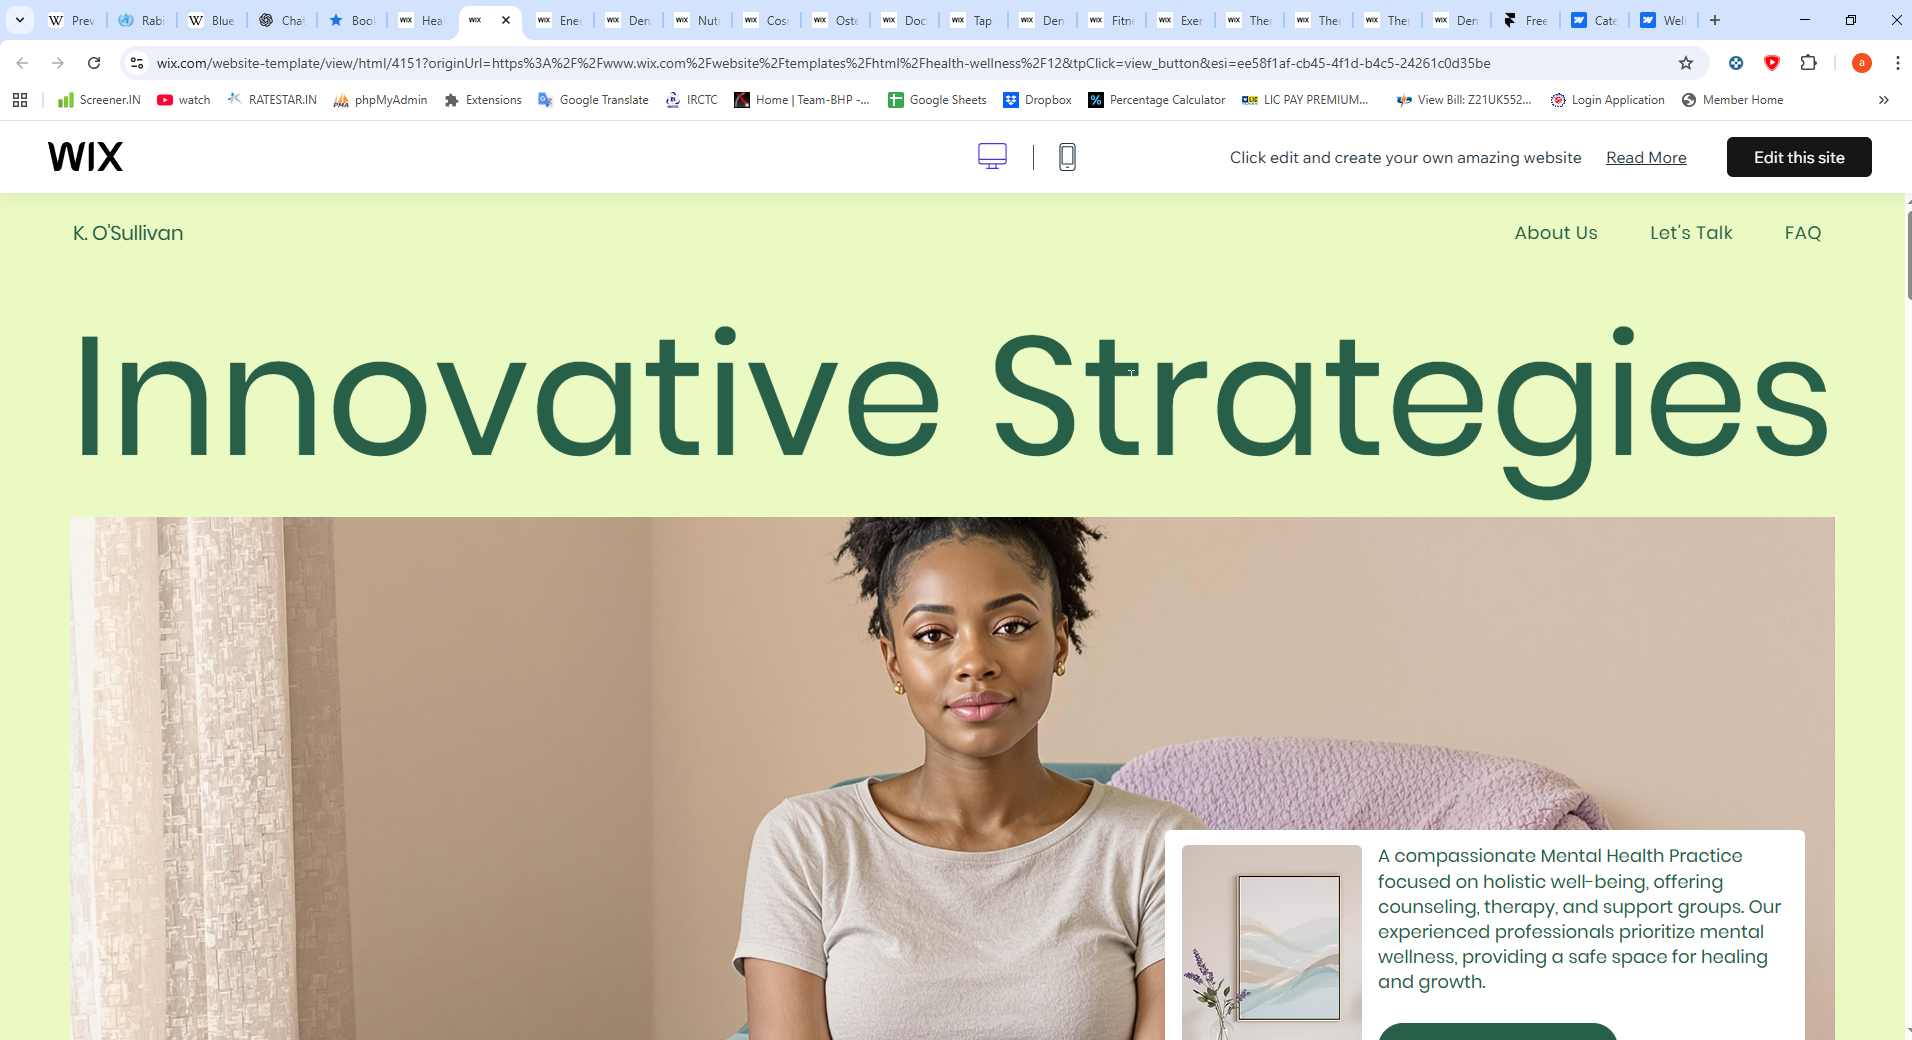 Prev
Rabi
Blue
Chat
Boo
Hea
Ene
Den
Nutr
Cos
Oste
Doc
Tap
Den
Fitn
Exer
Ther
Ther
Ther
Den
Free
Cate
Well
wix.com/website-template/view/html/4151?originUrl=https%3A%2F%2Fwww.wix.com%2Fwebsite%2Ftemplates%2Fhtml%2Fhealth-wellness%2F12&tpClick=view_button&esi=ee58f1af-cb45-4f1d-b4c5-24261c0d35be
Screener.IN watch RATESTAR.IN phpMyAdmin Extensions Google Translate IRCTC Home | Team-BHP -... Google Sheets Dropbox Percentage Calculator LIC PAY PREMIUM... View Bill: Z21UK552... Login Application Member Home
WIX
Click edit and create your own amazing website Read More Edit this site
K. O'Sullivan
About Us Let's Talk FAQ
Innovative Strategies
A compassionate Mental Health Practice
focused on holistic well-being, offering
counseling, therapy, and support groups. Our
experienced professionals prioritize mental
wellness, providing a safe space for healing
and growth.